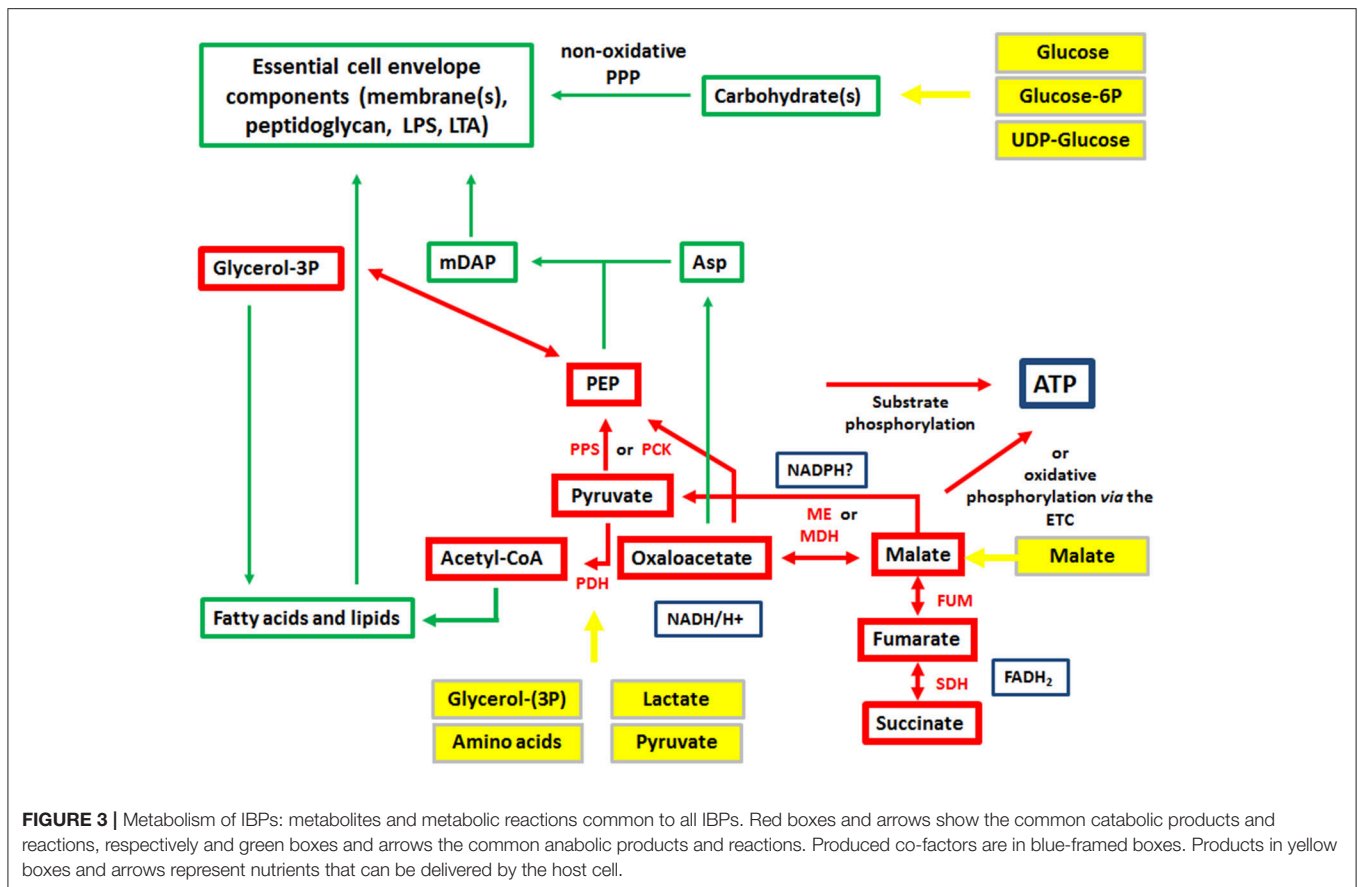 Essential cell envelope
components (membrane(s),
peptidoglycan, LPS, LTA)
non-oxidative
PPP
Carbohydrate(s)
Glucose
Glucose-6P
UDP-Glucose
Glycerol-3P
mDAP
Asp
PEP
PPS or PCK
Pyruvate
Substrate
phosphorylation
ATP
or
oxidative
phosphorylation via the
ETC
NADPH?
ME or
MDH
Acetyl-CoA
PDH
Oxaloacetate
Malate
Malate
FUM
Fatty acids and lipids
NADH/H+
Fumarate
SDH
FADH₂
Succinate
Glycerol-(3P)
Lactate
Amino acids
Pyruvate
FIGURE 3 | Metabolism of IBPs: metabolites and metabolic reactions common to all IBPs. Red boxes and arrows show the common catabolic products and
reactions, respectively and green boxes and arrows the common anabolic products and reactions. Produced co-factors are in blue-framed boxes. Products in yellow
boxes and arrows represent nutrients that can be delivered by the host cell.